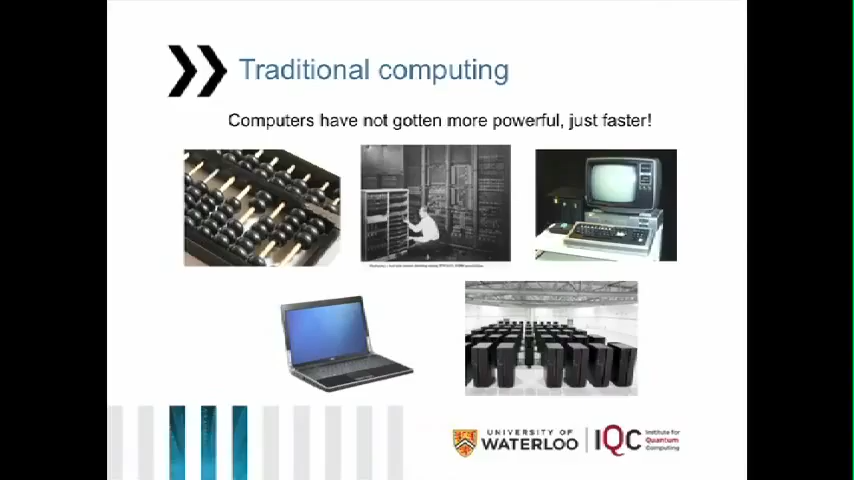 Traditional computing
Computers have not gotten more powerful, just faster!
UNIVERSITY OF
WATERLOO
IQC
Institute for
Quantum
Computing